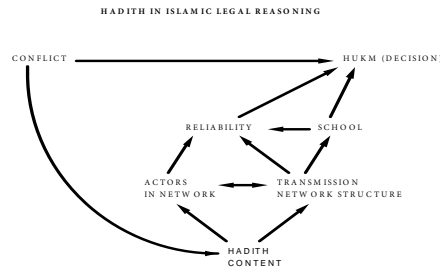 HADITH IN ISLAMIC LEGAL REASONING
CONFLICT
HUKM (DECISION)
RELIABILITY
SCHOOL
ACTORS
IN NETWORK
TRANSMISSION
NETWORK STRUCTURE
HADITH
CONTENT